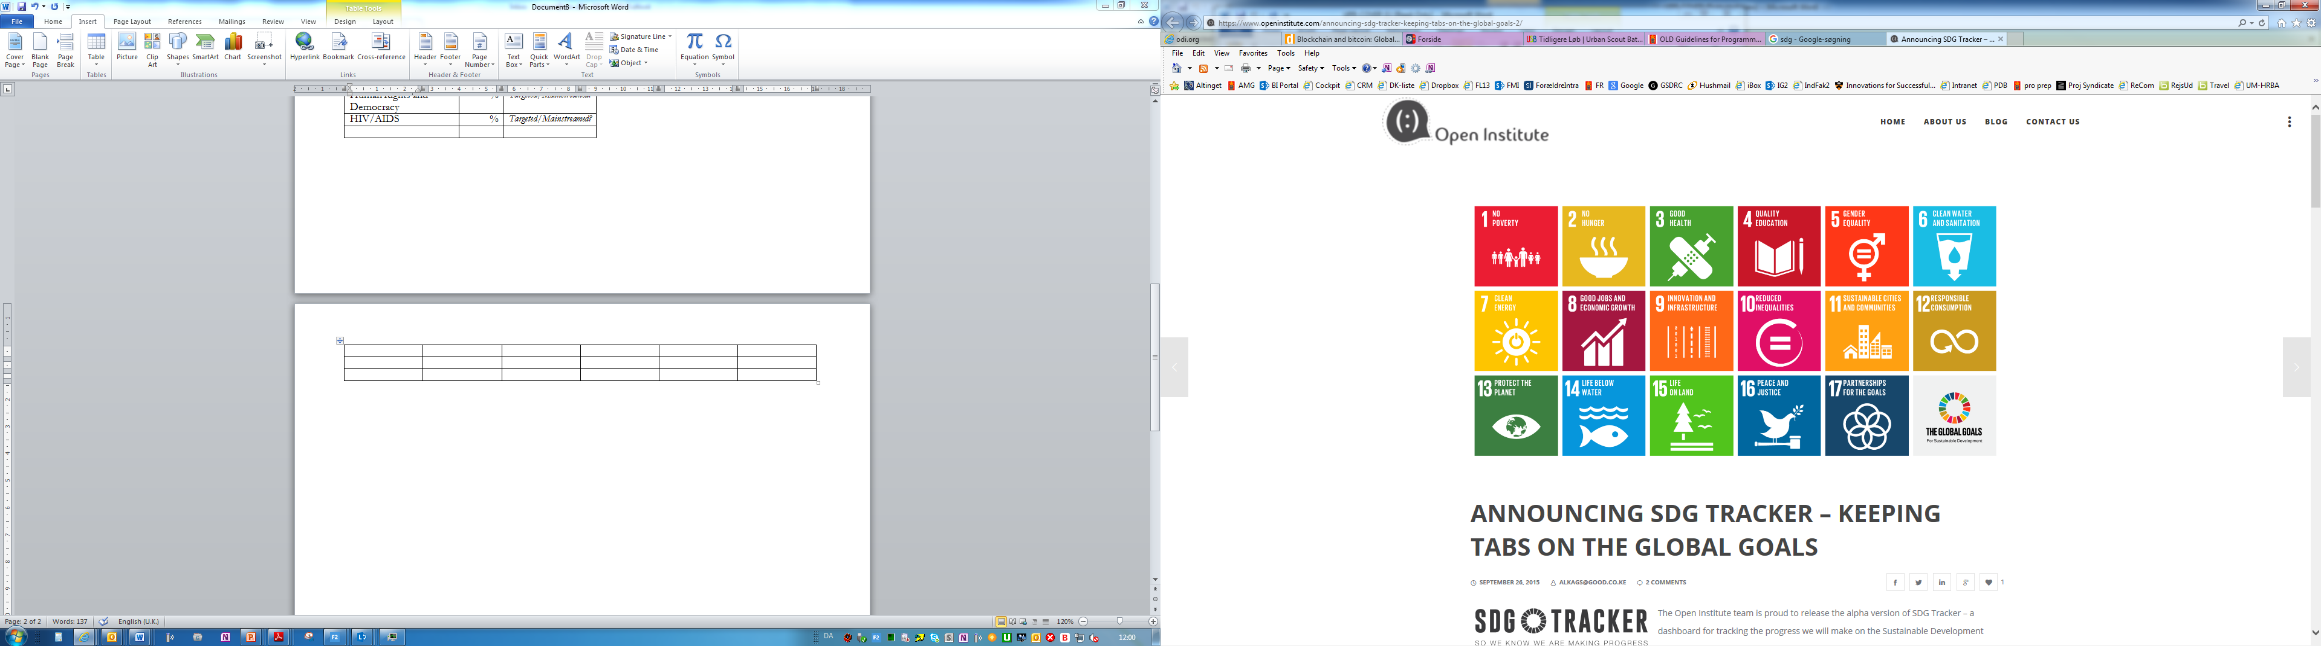 Document8 - Microsoft Word
Table Tools
File Home Insert Page Layout References Mailings Review View Design Layout
Cover Page Blank Page Page Break Table Picture Clip Art Shapes SmartArt Chart Screenshot Hyperlink Bookmark Cross-reference Header Footer Page Number Text Box Quick Parts WordArt Drop Cap Signature Line Date & Time Object Equation Symbol
Pages Tables Illustrations Links Header & Footer Text Symbols
Democracy
HIV/AIDS % Targeted/Mainstreamed?
Page: 2 of 2 Words: 137 English (U.K.) 120%
DA 12:00
https://www.openinstitute.com/announcing-sdg-tracker-keeping-tabs-on-the-global-goals-2/
odi.org Blockchain and bitcoin: Global... Forside Tidligere Løb | Urban Scout Bat... OLD Guidelines for Programm... sdg - Google-søgning Announcing SDG Tracker – ...
File Edit View Favorites Tools Help
Page Safety Tools
Altinget AMG BI Portal Cockpit CRM DK-liste Dropbox FL13 FMI ForældreIntra FR Google GSDRC Hushmail iBox IG2 IndFak2 Innovations for Successful... Intranet PDB pro prep Proj Syndicate ReCom RejsUd Travel UM-HRBA
Open Institute
HOME ABOUT US BLOG CONTACT US
1 NO POVERTY
2 NO HUNGER
3 GOOD HEALTH
4 QUALITY EDUCATION
5 GENDER EQUALITY
6 CLEAN WATER AND SANITATION
7 CLEAN ENERGY
8 GOOD JOBS AND ECONOMIC GROWTH
9 INNOVATION AND INFRASTRUCTURE
10 REDUCED INEQUALITIES
11 SUSTAINABLE CITIES AND COMMUNITIES
12 RESPONSIBLE CONSUMPTION
13 PROTECT THE PLANET
14 LIFE BELOW WATER
15 LIFE ON LAND
16 PEACE AND JUSTICE
17 PARTNERSHIPS FOR THE GOALS
THE GLOBAL GOALS
For Sustainable Development
ANNOUNCING SDG TRACKER – KEEPING
TABS ON THE GLOBAL GOALS
SEPTEMBER 26, 2015 ALKAGS@GOOD.CO.KE 2 COMMENTS
1
SDG TRACKER
SO WE KNOW WE ARE MAKING PROGRESS
The Open Institute team is proud to release the alpha version of SDG Tracker – a
dashboard for tracking the progress we will make on the Sustainable Development